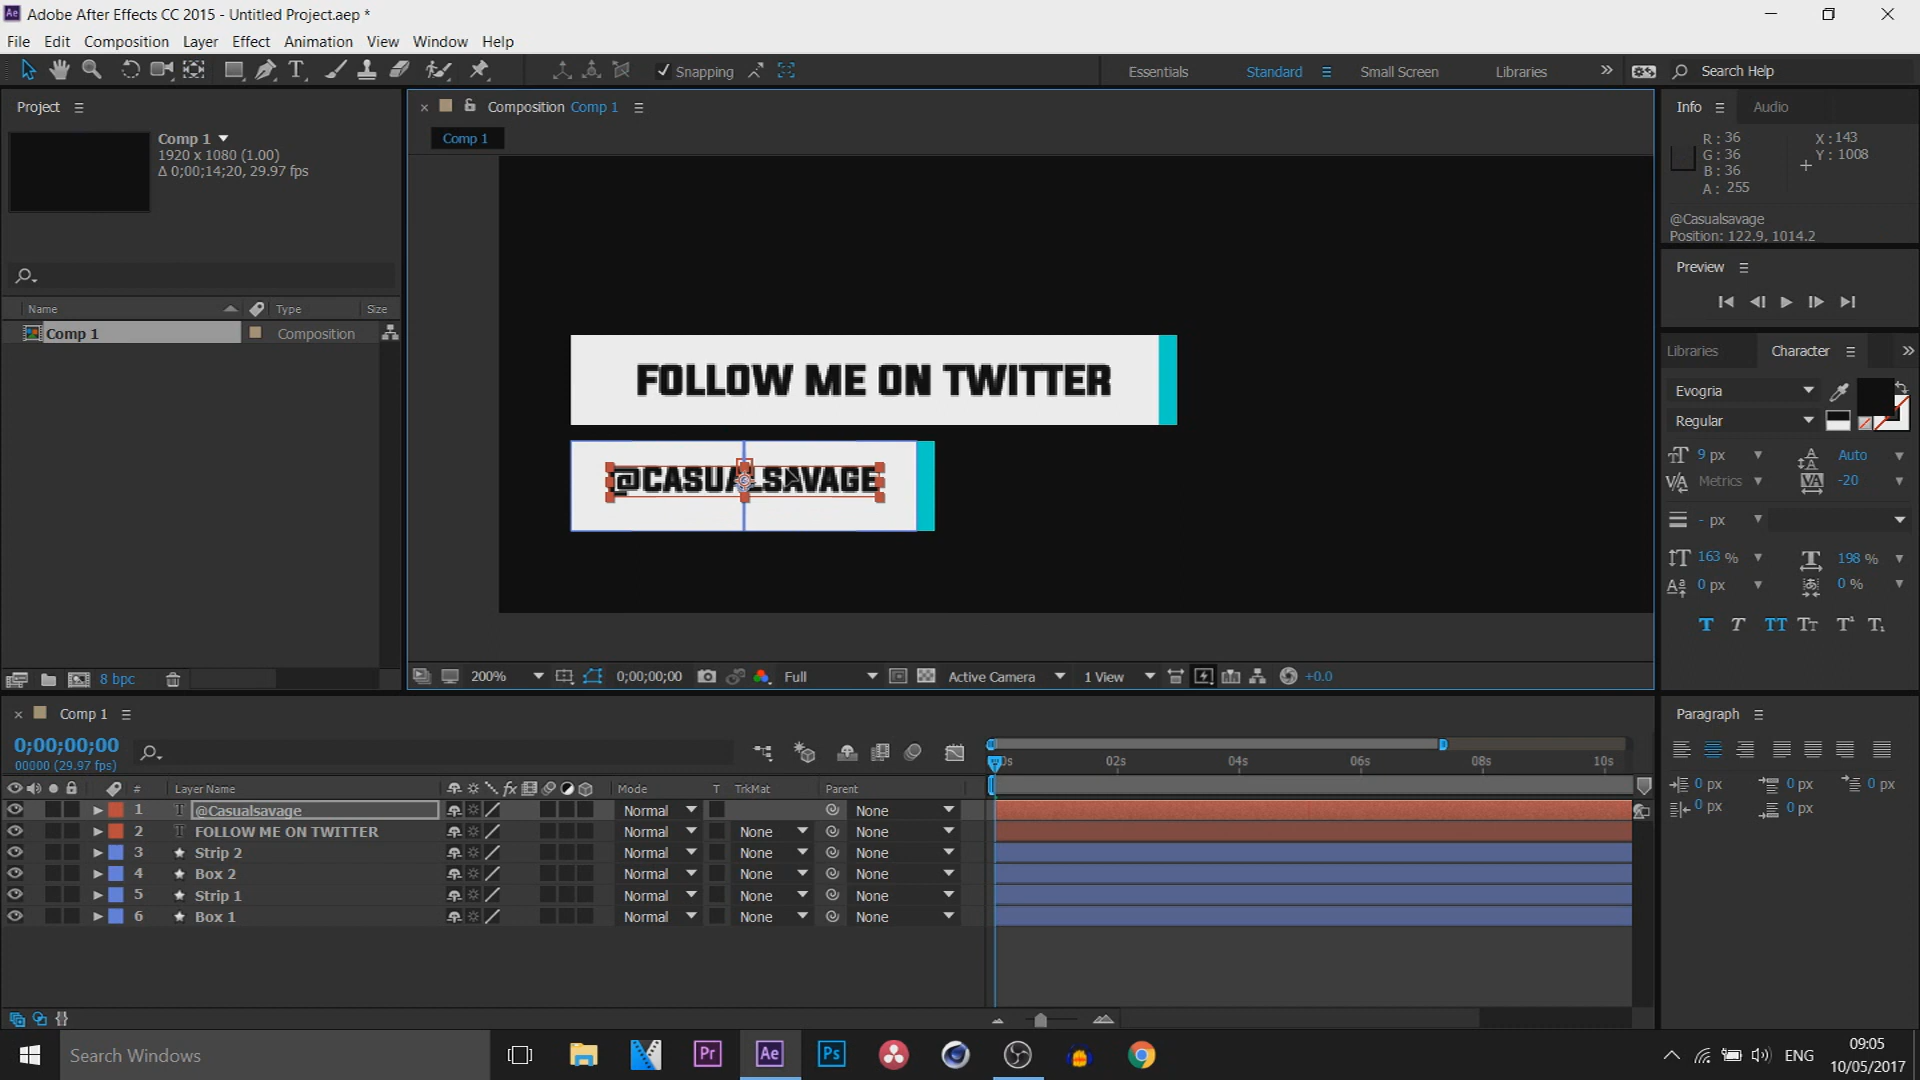 Adobe After Effects CC 2015 - Untitled Project.aep *
File Edit Composition Layer Effect Animation View Window Help
Snapping Essentials Standard Small Screen Libraries Search Help
Project
Comp 1
1920 x 1080 (1.00)
Δ 0;00;14;20, 29.97 fps
Name Type Size
Comp 1 Composition
8 bpc
Composition Comp 1
Comp 1
FOLLOW ME ON TWITTER
@CASUALSAVAGE
200% 0;00;00;00 Full Active Camera 1 View +0.0
Info Audio
R : 36 X : 143
G : 36 Y : 1008
B : 36
A : 255
@Casualsavage
Position: 122.9, 1014.2
Preview
Libraries Character
Evogria
Regular
9 px Auto
Metrics -20
- px
163 % 198 %
0 px 0 %
T T TT Tt T¹ T₁
Comp 1
0;00;00;00
00000 (29.97 fps)
0s 02s 04s 06s 08s 10s
# Layer Name Mode T TrkMat Parent
1 T @Casualsavage Normal None
2 T FOLLOW ME ON TWITTER Normal None None
3 Strip 2 Normal None None
4 Box 2 Normal None None
5 Strip 1 Normal None None
6 Box 1 Normal None None
Paragraph
0 px 0 px 0 px
0 px 0 px
Search Windows
Pr Ae Ps
ENG
09:05
10/05/2017